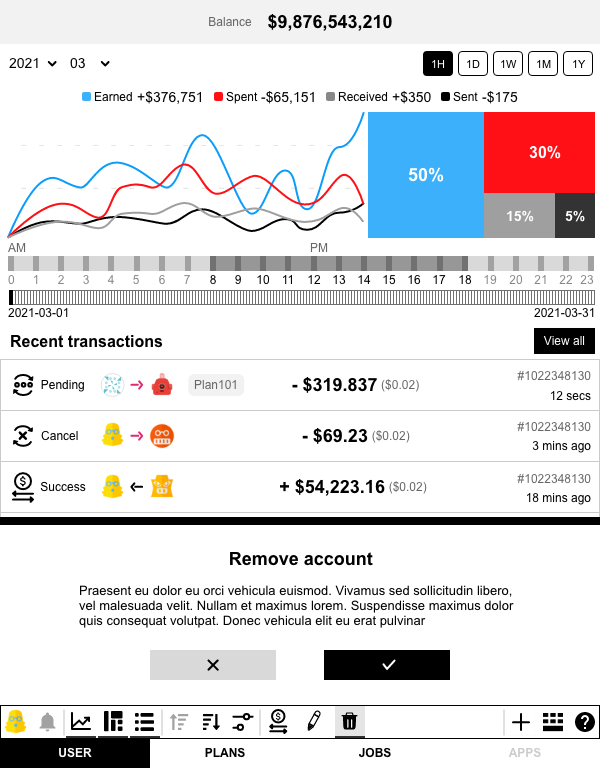 Balance $9,876,543,210
2021 03 1H 1D 1W 1M 1Y
Earned +$376,751 Spent -$65,151 Received +$350 Sent -$175
50%
30%
15%
5%
AM PM
0 1 2 3 4 5 6 7 8 9 10 11 12 13 14 15 16 17 18 19 20 21 22 23
2021-03-01 2021-03-31
Recent transactions View all
Pending Plan101 - $319.837 ($0.02) #1022348130
12 secs
Cancel - $69.23 ($0.02) #1022348130
3 mins ago
Success + $54,223.16 ($0.02) #1022348130
18 mins ago
Remove account
Praesent eu dolor eu orci vehicula euismod. Vivamus sed sollicitudin libero,
vel malesuada velit. Nullam et maximus lorem. Suspendisse maximus dolor
quis consequat volutpat. Donec vehicula elit eu erat pulvinar
USER PLANS JOBS APPS